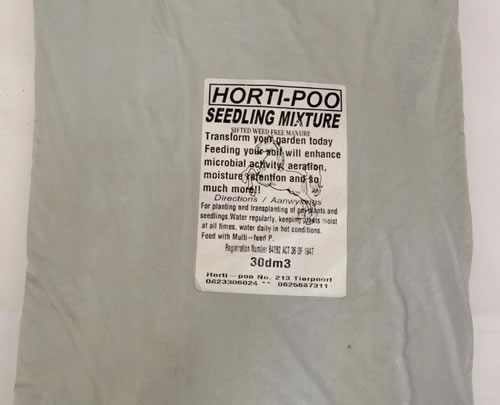 HORTI-POO
SEEDLING MIXTURE
SIFTED WEED FREE MANURE
Transform your garden today
Feeding your soil will enhance
microbial activity, aeration,
moisture retention and so
much more!!
Directions / Aanwysings
For planting and transplanting of pot plants and
seedlings.Water regularly, keeping moist
at all times, water daily in hot conditions.
Feed with Multi-feed P.
Registration Number B4282 ACT 36 OF 1947
30dm3
Horti - poo No. 213 Tierpoort
0823306024 ** 0825687311